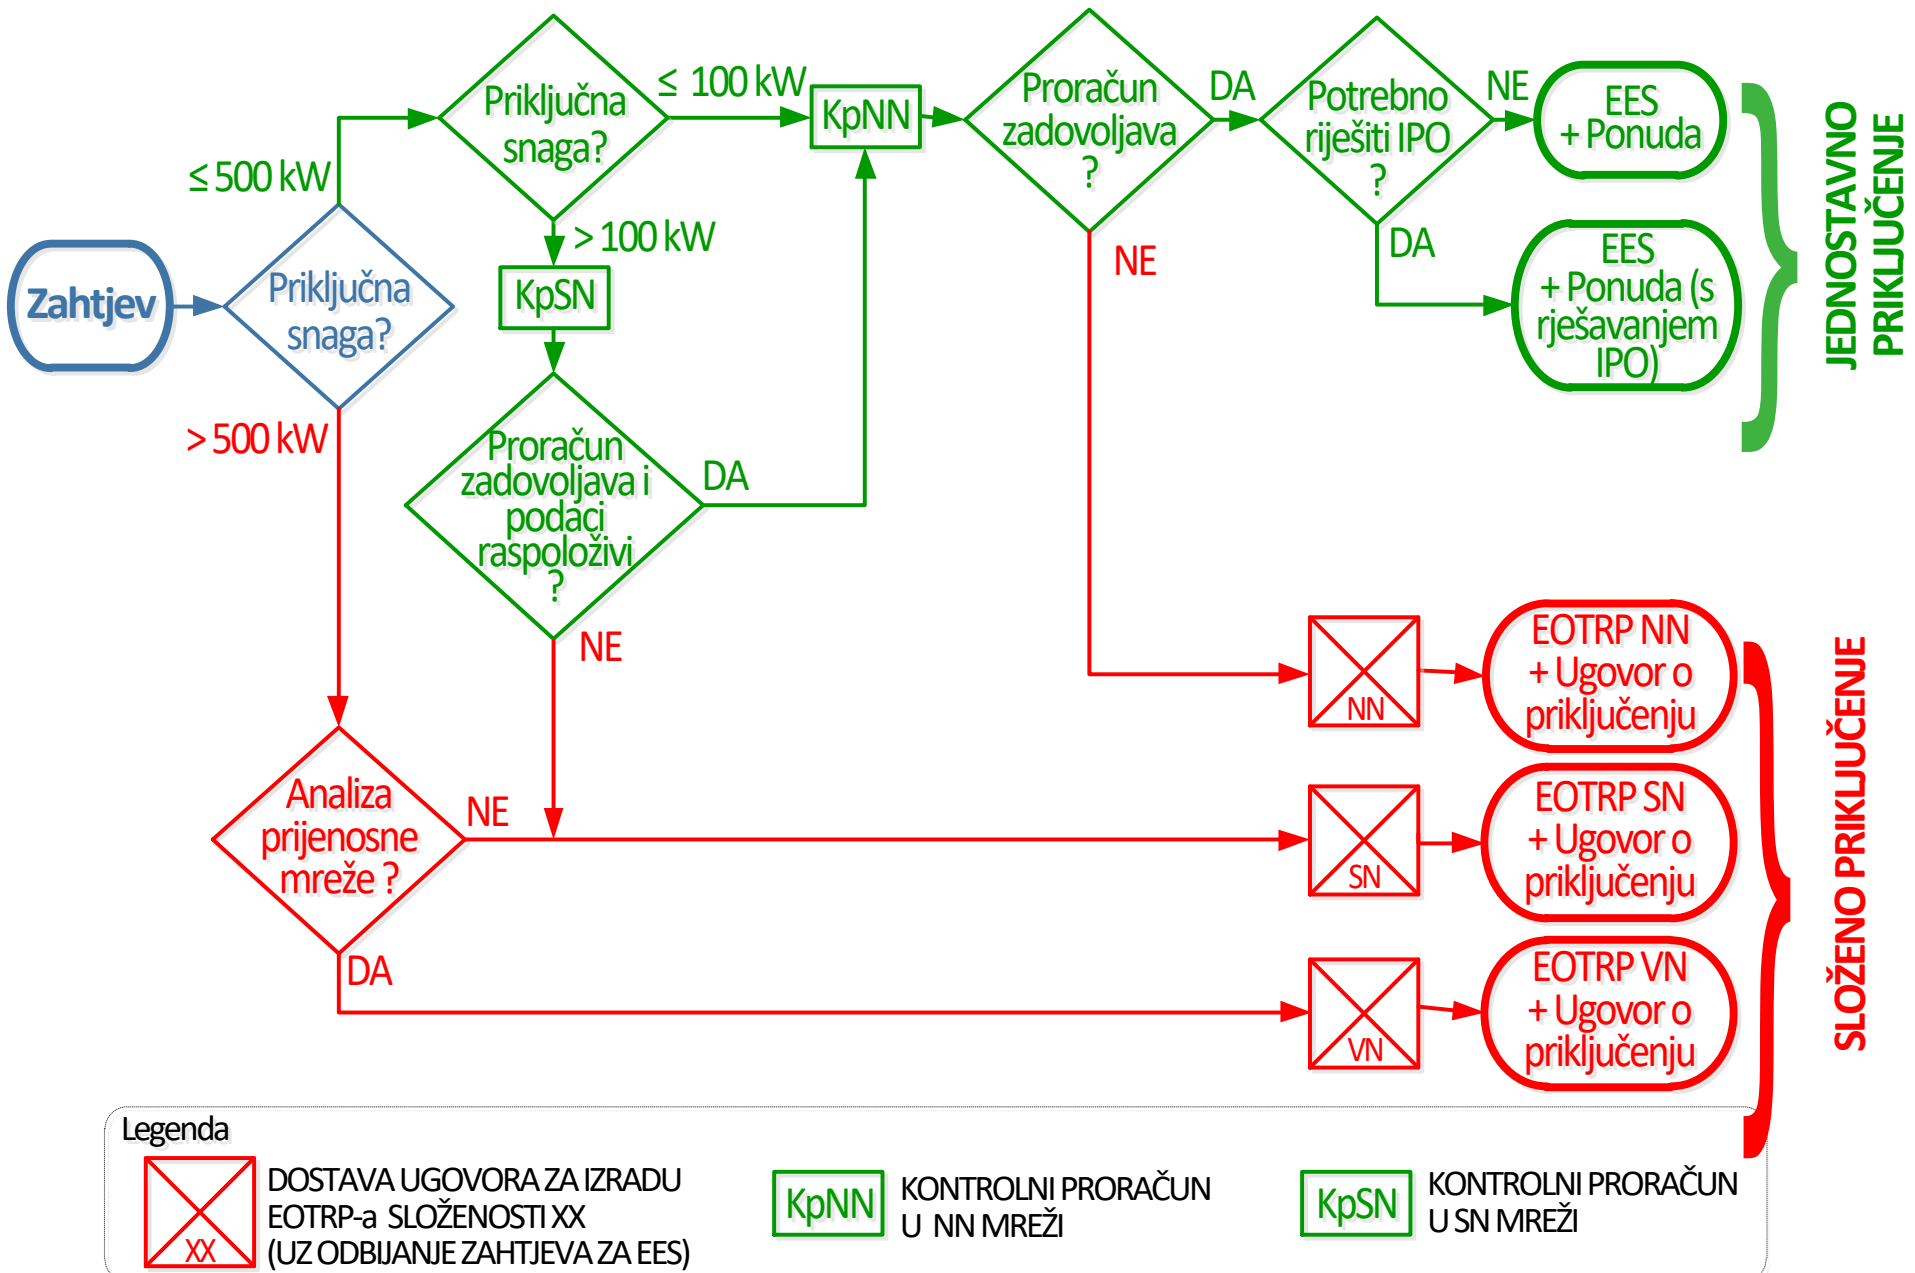 Zahtjev
Priključna
snaga?
≤ 500 kW
> 500 kW
Priključna
snaga?
≤ 100 kW
> 100 kW
KpSN
Proračun
zadovoljava i
podaci
raspoloživi
?
DA
NE
KpNN
Proračun
zadovoljava
?
DA
NE
Potrebno
riješiti IPO
?
NE
DA
EES
+ Ponuda
EES
+ Ponuda (s
rješavanjem
IPO)
JEDNOSTAVNO
PRIKLJUČENJE
Analiza
prijenosne
mreže ?
NE
DA
NN
EOTRP NN
+ Ugovor o
priključenju
SN
EOTRP SN
+ Ugovor o
priključenju
VN
EOTRP VN
+ Ugovor o
priključenju
SLOŽENO PRIKLJUČENJE
Legenda
XX
DOSTAVA UGOVORA ZA IZRADU
EOTRP-a SLOŽENOSTI XX
(UZ ODBIJANJE ZAHTJEVA ZA EES)
KpNN
KONTROLNI PRORAČUN
U NN MREŽI
KpSN
KONTROLNI PRORAČUN
U SN MREŽI